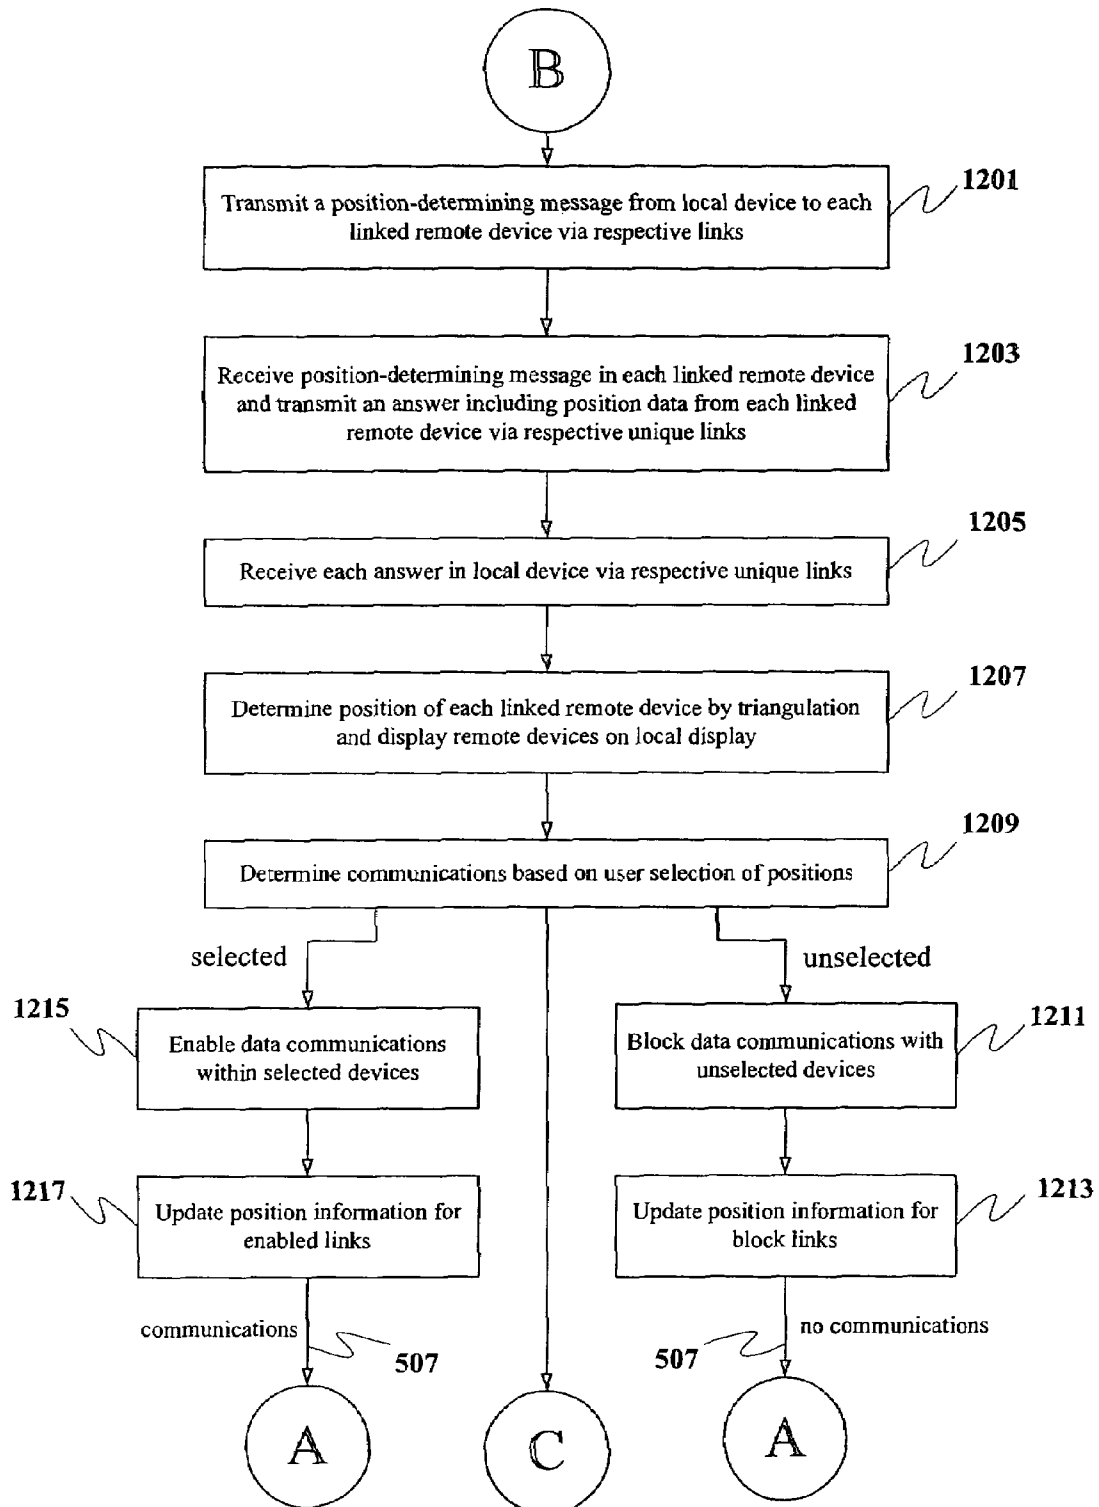 B
Transmit a position-determining message from local device to each
linked remote device via respective links
1201
Receive position-determining message in each linked remote device
and transmit an answer including position data from each linked
remote device via respective unique links
1203
Receive each answer in local device via respective unique links
1205
Determine position of each linked remote device by triangulation
and display remote devices on local display
1207
Determine communications based on user selection of positions
1209
selected
unselected
1215
Enable data communications
within selected devices
Block data communications with
unselected devices
1211
1217
Update position information for
enabled links
Update position information for
block links
1213
communications
507
no communications
507
A
C
A